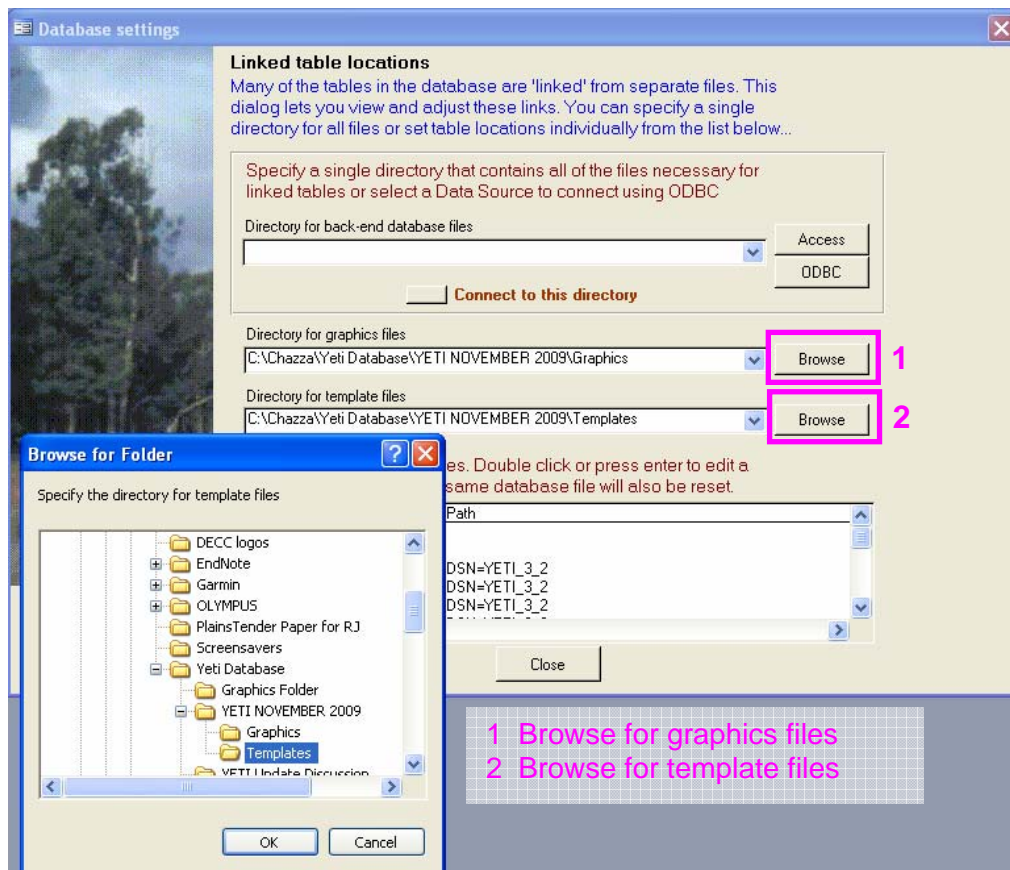 Database settings
Linked table locations
Many of the tables in the database are 'linked' from separate files. This
dialog lets you view and adjust these links. You can specify a single
directory for all files or set table locations individually from the list below...
Specify a single directory that contains all of the files necessary for
linked tables or select a Data Source to connect using ODBC
Directory for back-end database files
Access
ODBC
Connect to this directory
Directory for graphics files
C:\Chazza\Yeti Database\YETI NOVEMBER 2009\Graphics
Browse
1
Directory for template files
C:\Chazza\Yeti Database\YETI NOVEMBER 2009\Templates
Browse
2
es. Double click or press enter to edit a
same database file will also be reset.
Path
DSN=YETI_3_2
DSN=YETI_3_2
DSN=YETI_3_2
Close
Browse for Folder
Specify the directory for template files
DECC logos
EndNote
Garmin
OLYMPUS
PlainsTender Paper for RJ
Screensavers
Yeti Database
Graphics Folder
YETI NOVEMBER 2009
Graphics
Templates
YETI Update Discussion
OK
Cancel
1 Browse for graphics files
2 Browse for template files